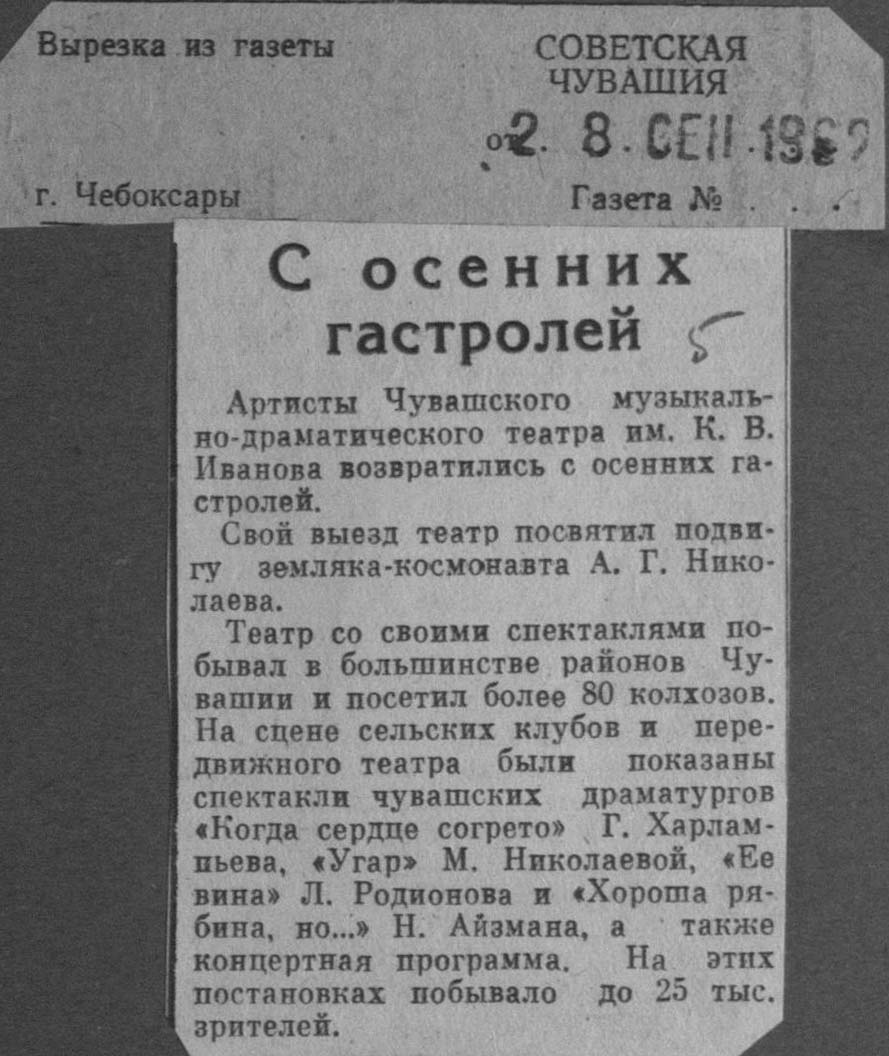 Вырезка из газеты
СОВЕТСКАЯ
ЧУВАШИЯ
от 2. 8. СЕН. 1962
г. Чебоксары
Газета № . . .
С осенних
гастролей 5
Артисты Чувашского музыкаль-
но-драматического театра им. К. В.
Иванова возвратились с осенних га-
стролей.
Свой выезд театр посвятил подви-
гу земляка-космонавта А. Г. Нико-
лаева.
Театр со своими спектаклями по-
бывал в большинстве районов Чу-
вашии и посетил более 80 колхозов.
На сцене сельских клубов и пере-
движного театра были показаны
спектакли чувашских драматургов
«Когда сердце согрето» Г. Харлам-
пьева, «Угар» М. Николаевой, «Ее
вина» Л. Родионова и «Хороша ря-
бина, но...» Н. Айзмана, а также
концертная программа. На этих
постановках побывало до 25 тыс.
зрителей.